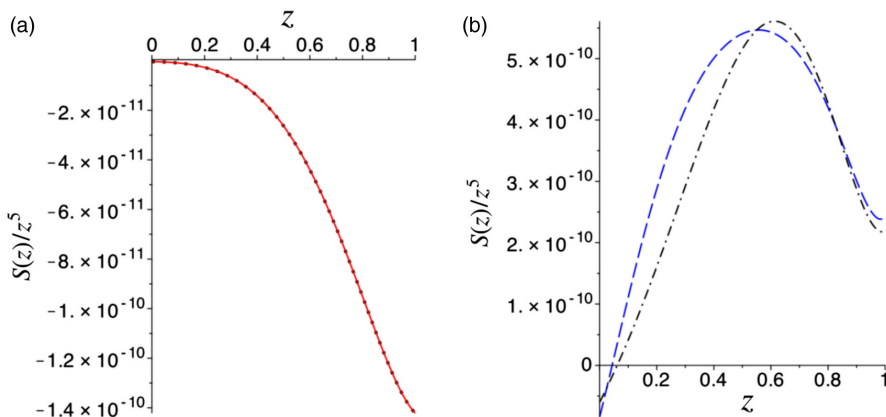 (a)
z
0 0.2 0.4 0.6 0.8 1
−2. × 10⁻¹¹
−4. × 10⁻¹¹
−6. × 10⁻¹¹
−8. × 10⁻¹¹
−1. × 10⁻¹⁰
−1.2 × 10⁻¹⁰
−1.4 × 10⁻¹⁰
S(z)/z⁵
(b)
5. × 10⁻¹⁰
4. × 10⁻¹⁰
3. × 10⁻¹⁰
2. × 10⁻¹⁰
1. × 10⁻¹⁰
0
S(z)/z⁵
0.2 0.4 0.6 0.8 1
z